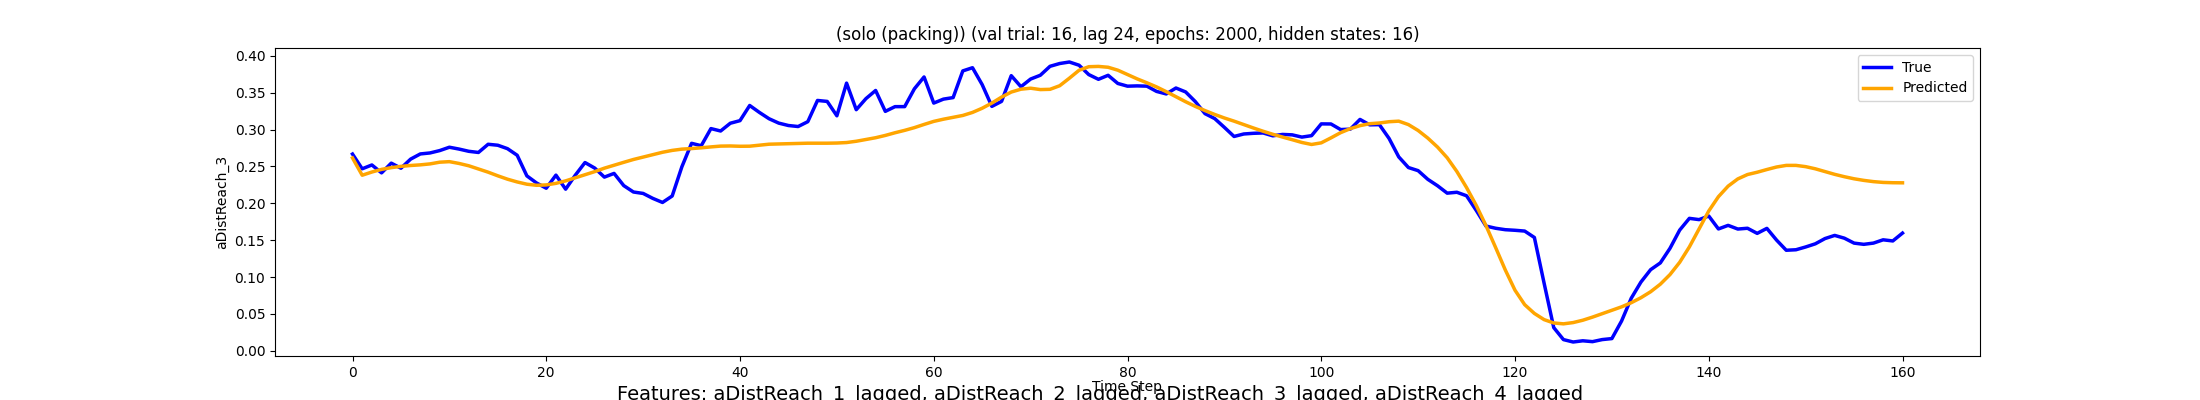 (solo (packing)) (val trial: 16, lag 24, epochs: 2000, hidden states: 16)
0.40
0.35
0.30
0.25
0.20
0.15
0.10
0.05
0.00
aDistReach_3
True
Predicted
0 20 40 60 80 100 120 140 160
Time Step
Features: aDistReach_1_lagged, aDistReach_2_lagged, aDistReach_3_lagged, aDistReach_4_lagged